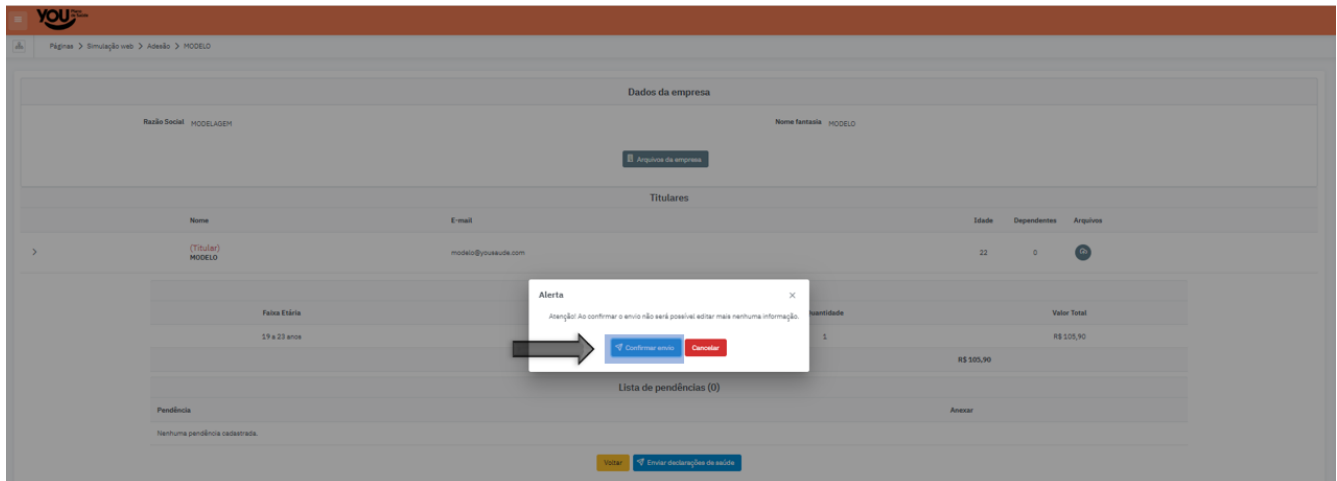 YOU Planos de Saúde
Páginas > Simulação web > Adesão > MODELO
Dados da empresa
Razão Social MODELAGEM Nome fantasia MODELO
Arquivos da empresa
Titulares
Nome E-mail Idade Dependentes Arquivos
(Titular)
MODELO modelo@yousaude.com 22 0
Alerta
Atenção! Ao confirmar o envio não será possível editar mais nenhuma informação.
Faixa Etária Quantidade Valor Total
19 a 23 anos 1 R$ 105,90
Confirmar envio Cancelar
R$ 105,90
Lista de pendências (0)
Pendência Anexar
Nenhuma pendência cadastrada.
Voltar Enviar declarações de saúde